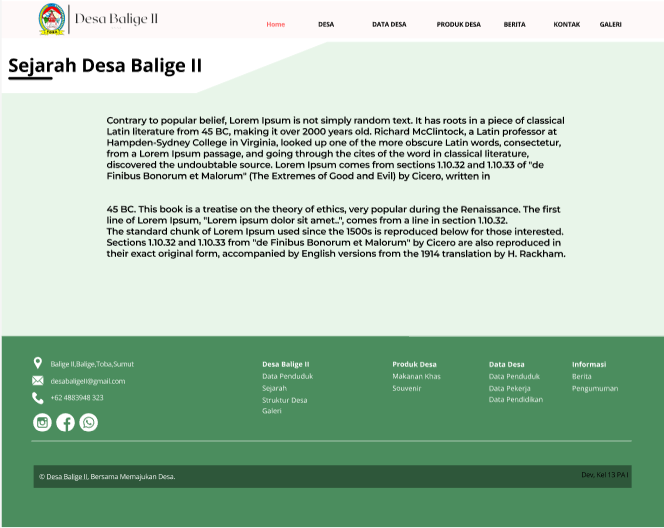 Desa Balige II
Home DESA DATA DESA PRODUK DESA BERITA KONTAK GALERI
Sejarah Desa Balige II
Contrary to popular belief, Lorem Ipsum is not simply random text. It has roots in a piece of classical
Latin literature from 45 BC, making it over 2000 years old. Richard McClintock, a Latin professor at
Hampden-Sydney College in Virginia, looked up one of the more obscure Latin words, consectetur,
from a Lorem Ipsum passage, and going through the cites of the word in classical literature,
discovered the undoubtable source. Lorem Ipsum comes from sections 1.10.32 and 1.10.33 of "de
Finibus Bonorum et Malorum" (The Extremes of Good and Evil) by Cicero, written in
45 BC. This book is a treatise on the theory of ethics, very popular during the Renaissance. The first
line of Lorem Ipsum, "Lorem ipsum dolor sit amet..", comes from a line in section 1.10.32.
The standard chunk of Lorem Ipsum used since the 1500s is reproduced below for those interested.
Sections 1.10.32 and 1.10.33 from "de Finibus Bonorum et Malorum" by Cicero are also reproduced in
their exact original form, accompanied by English versions from the 1914 translation by H. Rackham.
Balige II,Balige,Toba,Sumut
desabaligeII@gmail.com
+62 4883948 323
Desa Balige II
Data Penduduk
Sejarah
Struktur Desa
Galeri
Produk Desa
Makanan Khas
Souvenir
Data Desa
Data Penduduk
Data Pekerja
Data Pendidikan
Informasi
Berita
Pengumuman
© Desa Balige II, Bersama Memajukan Desa.
Dev, Kel 13 PA I